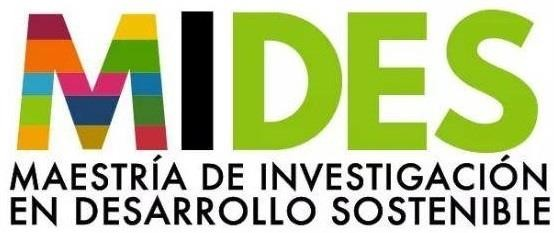 MIDES
MAESTRÍA DE INVESTIGACIÓN
EN DESARROLLO SOSTENIBLE